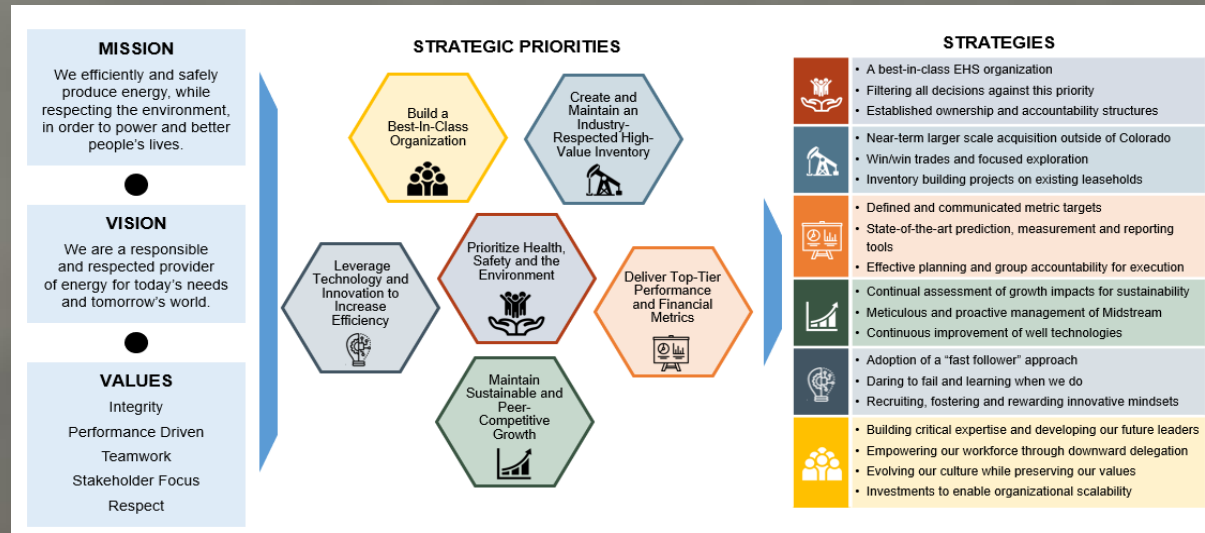 MISSION
We efficiently and safely
produce energy, while
respecting the environment,
in order to power and better
people's lives.
VISION
We are a responsible
and respected provider
of energy for today's needs
and tomorrow's world.
VALUES
Integrity
Performance Driven
Teamwork
Stakeholder Focus
Respect
STRATEGIC PRIORITIES
Build a
Best-In-Class
Organization
Create and
Maintain an
Industry-
Respected High-
Value Inventory
Prioritize Health,
Safety and the
Environment
Leverage
Technology and
Innovation to
Increase
Efficiency
Deliver Top-Tier
Performance
and Financial
Metrics
Maintain
Sustainable and
Peer-
Competitive
Growth
STRATEGIES
• A best-in-class EHS organization
• Filtering all decisions against this priority
• Established ownership and accountability structures
• Near-term larger scale acquisition outside of Colorado
• Win/win trades and focused exploration
• Inventory building projects on existing leaseholds
• Defined and communicated metric targets
• State-of-the-art prediction, measurement and reporting
tools
• Effective planning and group accountability for execution
• Continual assessment of growth impacts for sustainability
• Meticulous and proactive management of Midstream
• Continuous improvement of well technologies
• Adoption of a "fast follower" approach
• Daring to fail and learning when we do
• Recruiting, fostering and rewarding innovative mindsets
• Building critical expertise and developing our future leaders
• Empowering our workforce through downward delegation
• Evolving our culture while preserving our values
• Investments to enable organizational scalability